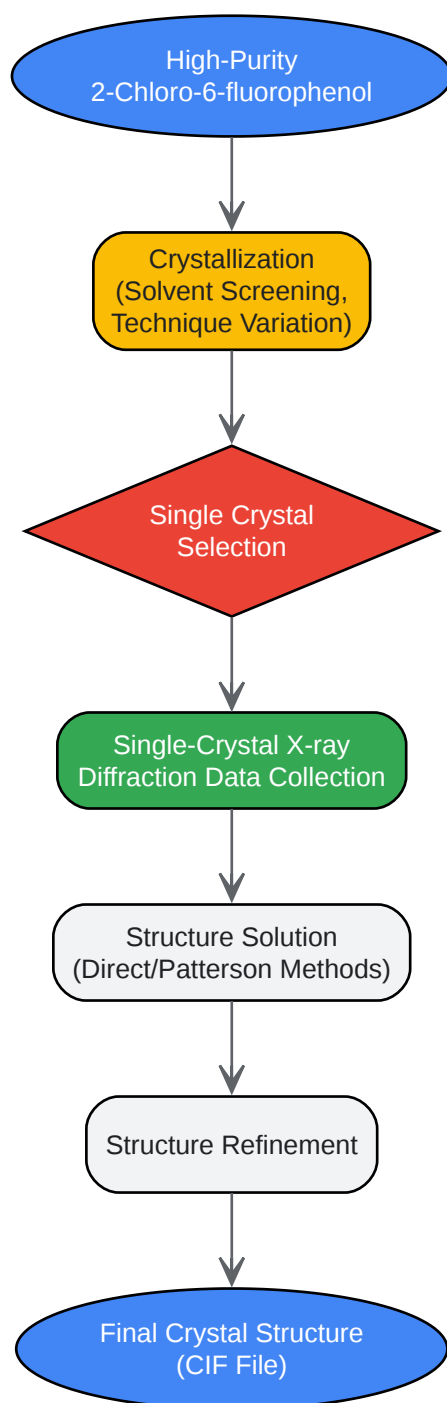 High-Purity
2-Chloro-6-fluorophenol
Crystallization
(Solvent Screening,
Technique Variation)
Single Crystal
Selection
Single-Crystal X-ray
Diffraction Data Collection
Structure Solution
(Direct/Patterson Methods)
Structure Refinement
Final Crystal Structure
(CIF File)